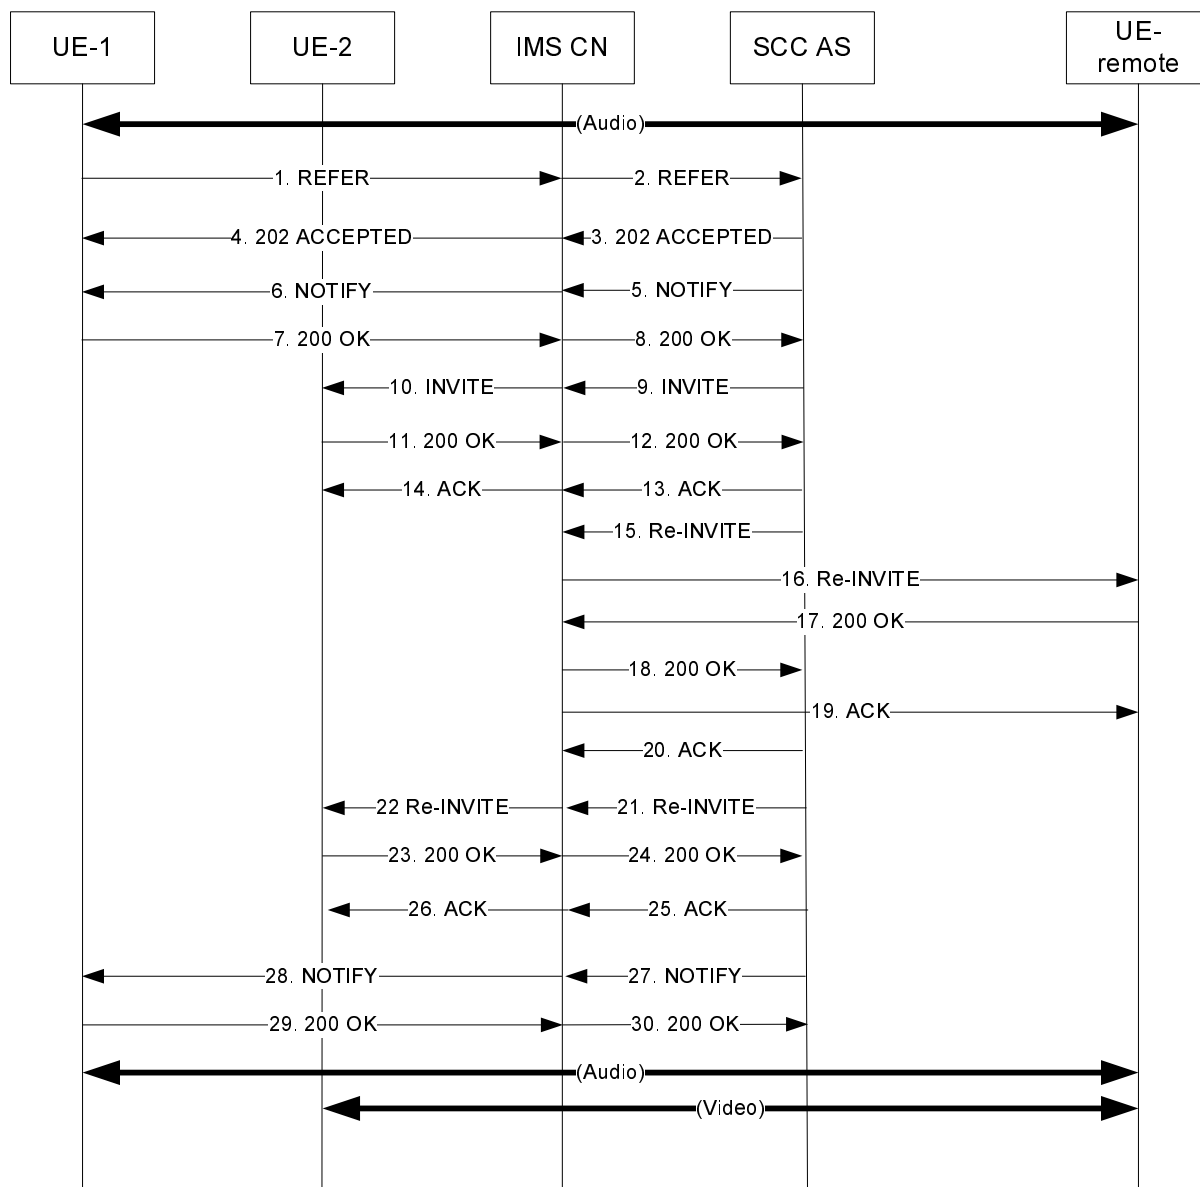 UE-1
UE-2
IMS CN
SCC AS
UE-
remote
(Audio)
1. REFER
2. REFER
4. 202 ACCEPTED
3. 202 ACCEPTED
6. NOTIFY
5. NOTIFY
7. 200 OK
8. 200 OK
10. INVITE
9. INVITE
11. 200 OK
12. 200 OK
14. ACK
13. ACK
15. Re-INVITE
16. Re-INVITE
17. 200 OK
18. 200 OK
19. ACK
20. ACK
22 Re-INVITE
21. Re-INVITE
23. 200 OK
24. 200 OK
26. ACK
25. ACK
28. NOTIFY
27. NOTIFY
29. 200 OK
30. 200 OK
(Audio)
(Video)